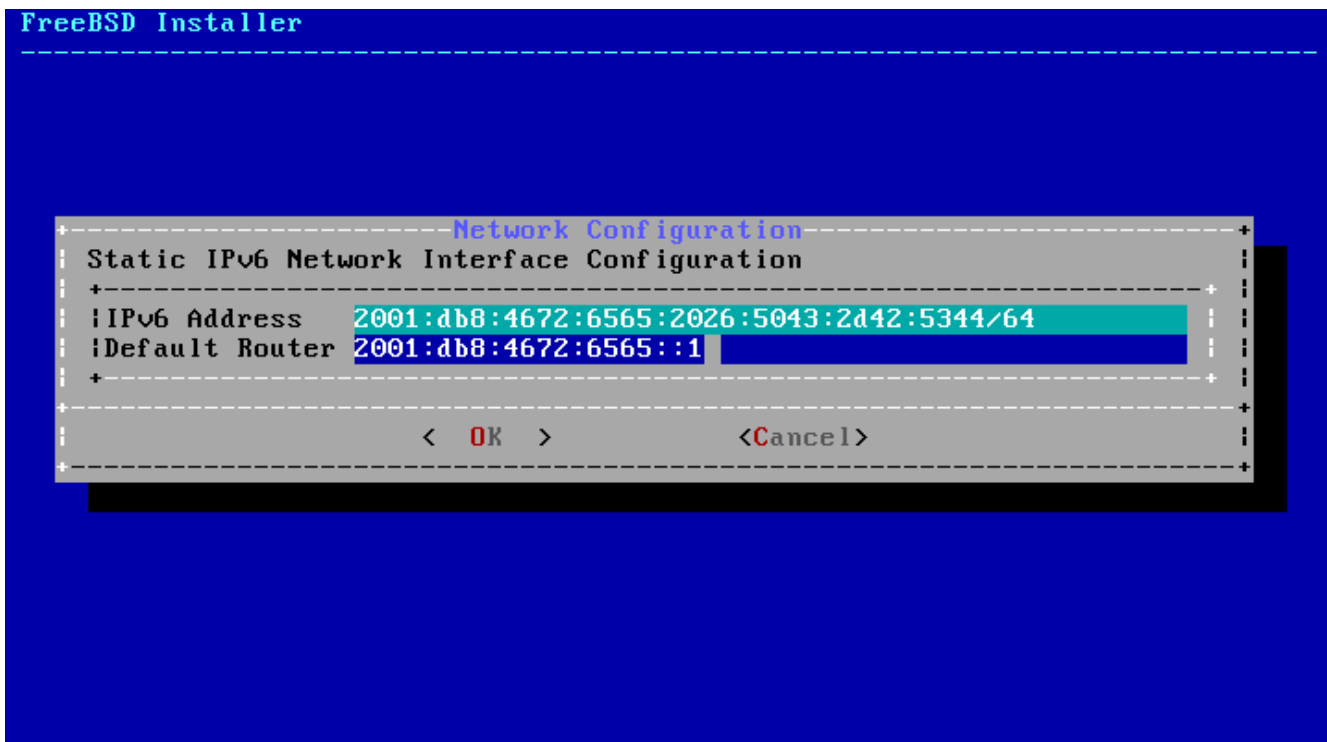 FreeBSD Installer
Network Configuration
Static IPv6 Network Interface Configuration
IPv6 Address 2001:db8:4672:6565:2026:5043:2d42:5344/64
Default Router 2001:db8:4672:6565::1
< OK > <Cancel>